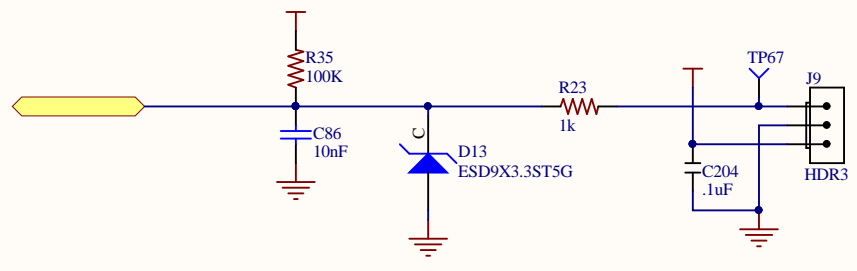 R35
100K
C86
10nF
C
D13
ESD9X3.3ST5G
R23
1k
TP67
J9
C204
.1uF
HDR3